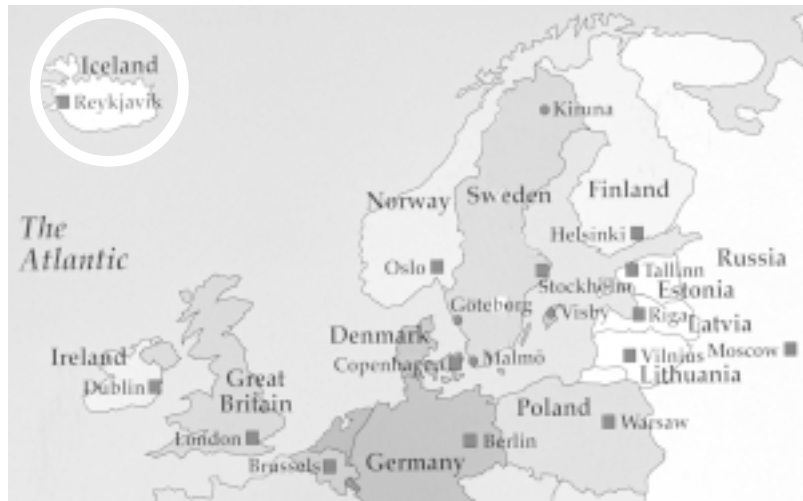 Iceland
Reykjavik
Kiruna
Norway
Sweden
Finland
The
Atlantic
Helsinki
Oslo
Russia
Tallinn
Stockholm
Estonia
Göteborg
Visby
Riga
Latvia
Denmark
Ireland
Copenhagen
Malmö
Vilnius
Moscow
Dublin
Great
Britain
Lithuania
Poland
Warsaw
London
Berlin
Brussels
Germany